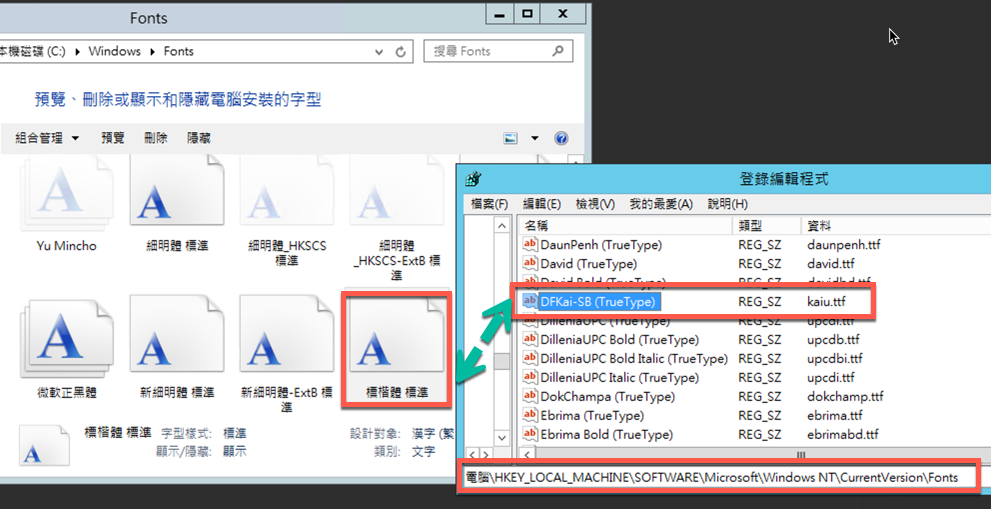 Fonts
本機磁碟 (C:) ▸ Windows ▸ Fonts
搜尋 Fonts
預覽、刪除或顯示和隱藏電腦安裝的字型
組合管理 預覽 刪除 隱藏
Yu Mincho
細明體 標準
細明體_HKSCS
標準
細明體
_HKSCS-ExtB 標
準
微軟正黑體
新細明體 標準
新細明體-ExtB 標
準
標楷體 標準
標楷體 標準 字型樣式: 標準
顯示/隱藏: 顯示
設計對象: 漢字 (繁
類別: 文字
登錄編輯程式
檔案(F) 編輯(E) 檢視(V) 我的最愛(A) 說明(H)
名稱 類型 資料
DaunPenh (TrueType) REG_SZ daunpenh.ttf
David (TrueType) REG_SZ david.ttf
David Bold (TrueType) REG_SZ davidbd.ttf
DFKai-SB (TrueType) REG_SZ kaiu.ttf
DilleniaUPC (TrueType) REG_SZ upcdl.ttf
DilleniaUPC Bold (TrueType) REG_SZ upcdb.ttf
DilleniaUPC Bold Italic (TrueType) REG_SZ upcdbi.ttf
DilleniaUPC Italic (TrueType) REG_SZ upcdi.ttf
DokChampa (TrueType) REG_SZ dokchamp.ttf
Ebrima (TrueType) REG_SZ ebrima.ttf
Ebrima Bold (TrueType) REG_SZ ebrimabd.ttf
電腦\HKEY_LOCAL_MACHINE\SOFTWARE\Microsoft\Windows NT\CurrentVersion\Fonts